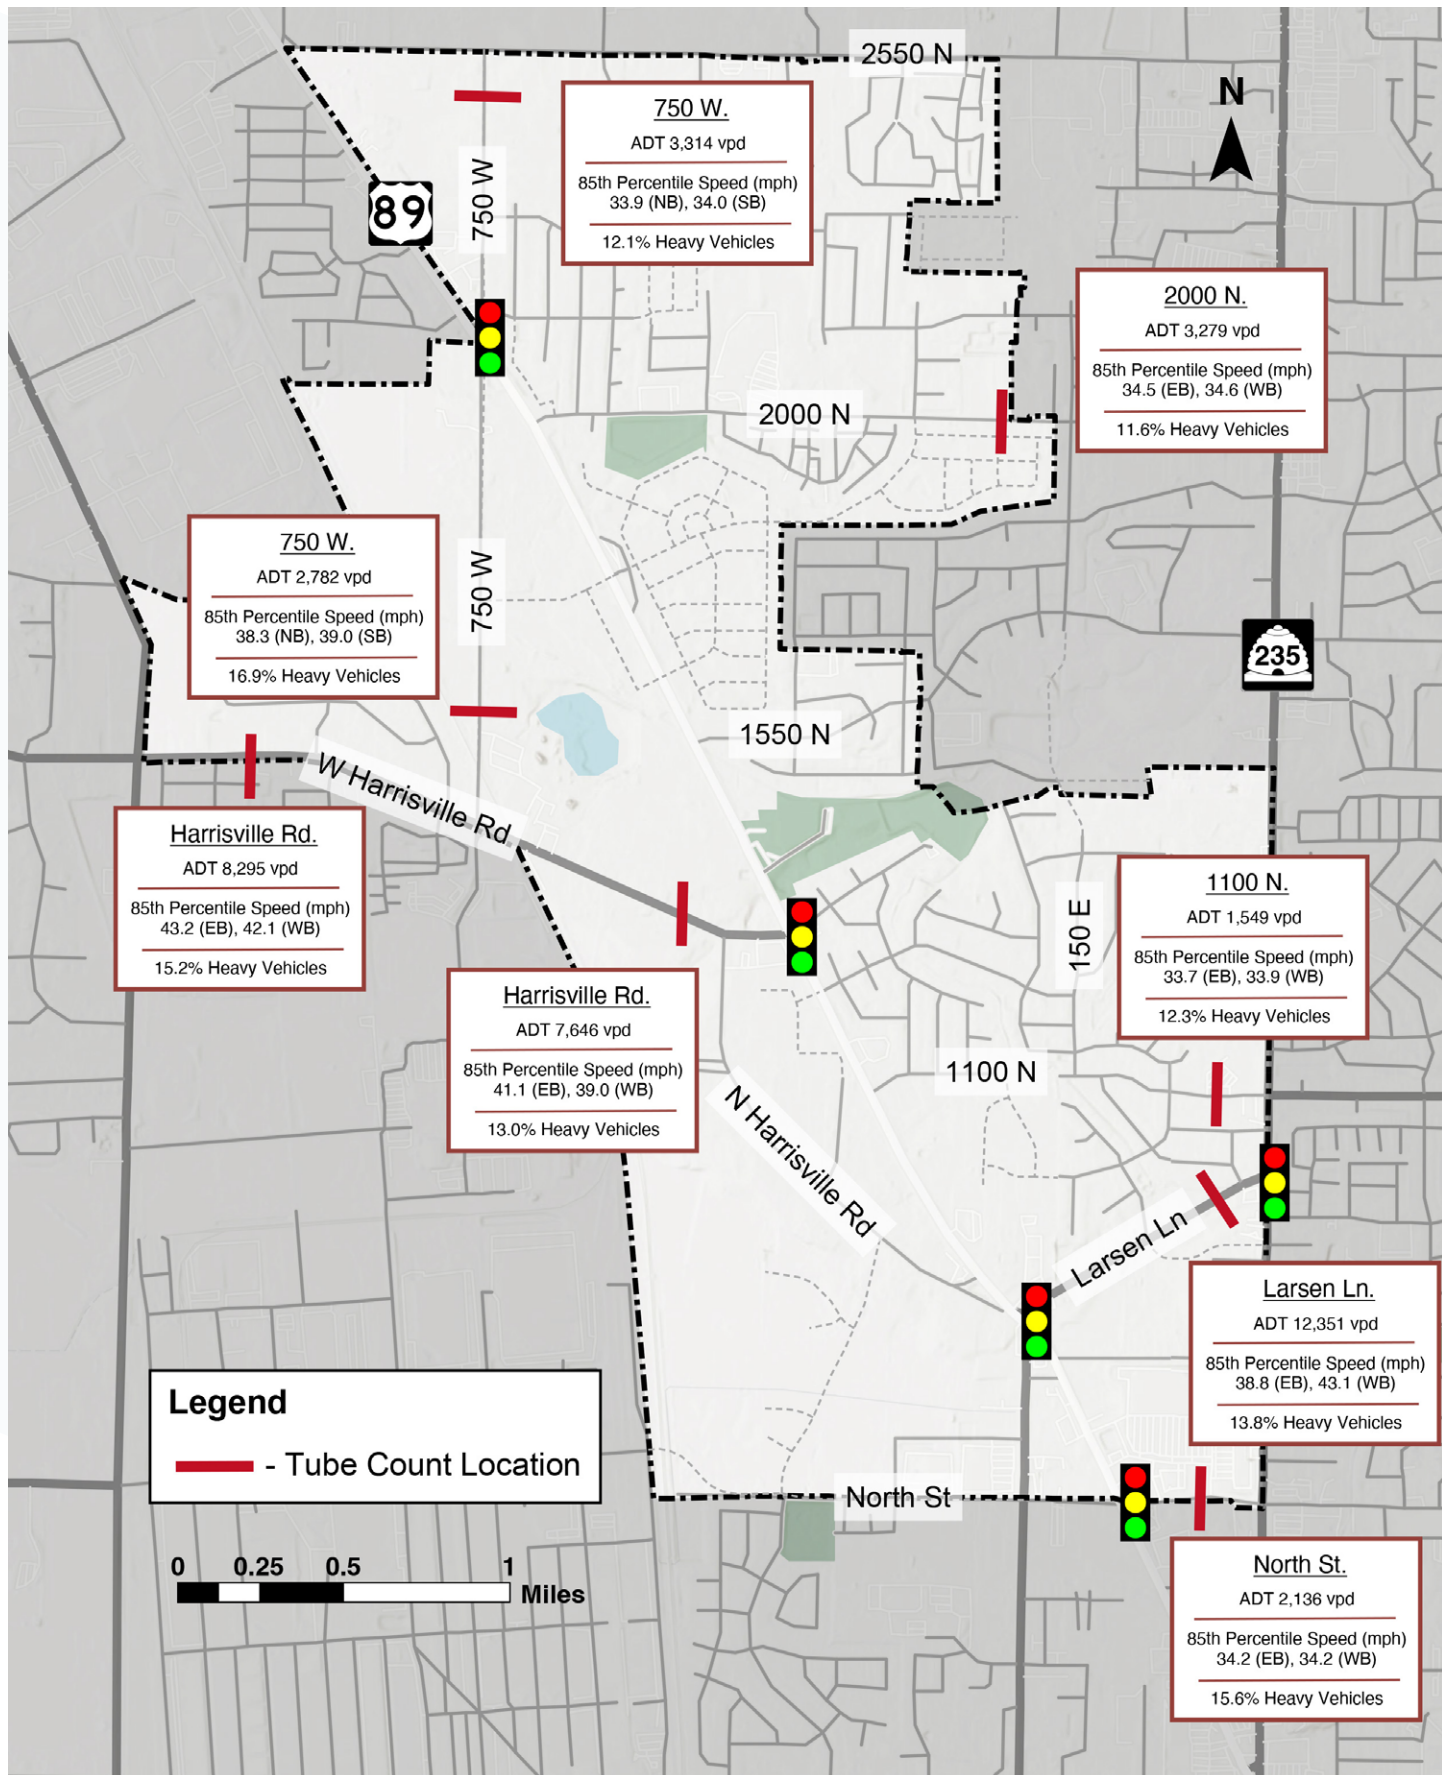 2550 N
N
750 W.
ADT 3,314 vpd
85th Percentile Speed (mph)
33.9 (NB), 34.0 (SB)
12.1% Heavy Vehicles
750 W
89
2000 N.
ADT 3,279 vpd
85th Percentile Speed (mph)
34.5 (EB), 34.6 (WB)
11.6% Heavy Vehicles
2000 N
750 W.
ADT 2,782 vpd
85th Percentile Speed (mph)
38.3 (NB), 39.0 (SB)
16.9% Heavy Vehicles
750 W
235
1550 N
W Harrisville Rd
Harrisville Rd.
ADT 8,295 vpd
85th Percentile Speed (mph)
43.2 (EB), 42.1 (WB)
15.2% Heavy Vehicles
150 E
1100 N.
ADT 1,549 vpd
85th Percentile Speed (mph)
33.7 (EB), 33.9 (WB)
12.3% Heavy Vehicles
Harrisville Rd.
ADT 7,646 vpd
85th Percentile Speed (mph)
41.1 (EB), 39.0 (WB)
13.0% Heavy Vehicles
1100 N
N Harrisville Rd
Larsen Ln
Larsen Ln.
ADT 12,351 vpd
85th Percentile Speed (mph)
38.8 (EB), 43.1 (WB)
13.8% Heavy Vehicles
Legend
- Tube Count Location
North St
0 0.25 0.5 1
Miles
North St.
ADT 2,136 vpd
85th Percentile Speed (mph)
34.2 (EB), 34.2 (WB)
15.6% Heavy Vehicles